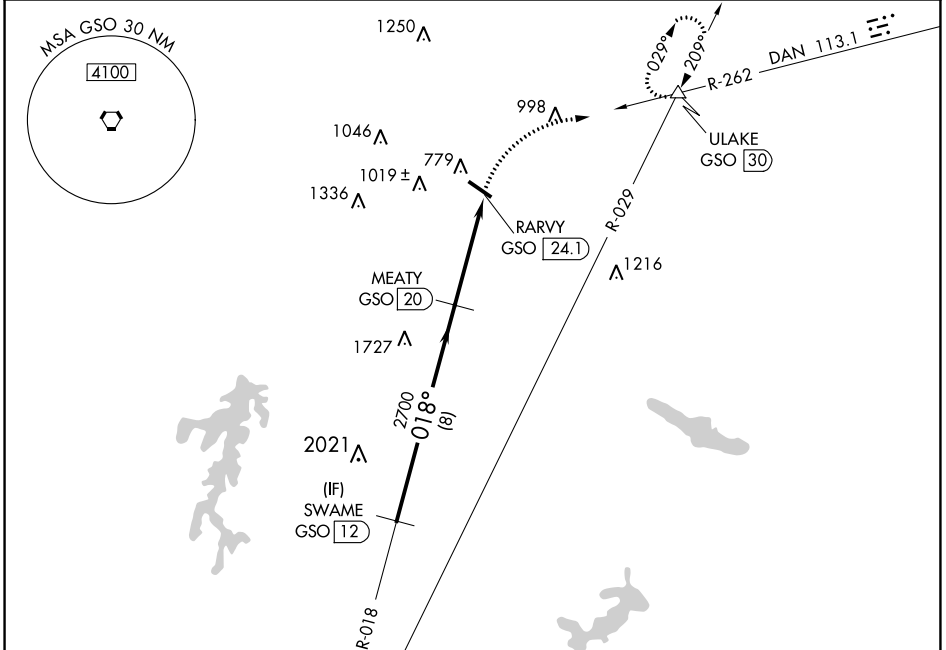 MSA GSO 30 NM
4100
1250
029°
209°
DAN 113.1
R-262
998
ULAKE
GSO 30
1046
779
1019 ±
1336
RARVY
GSO 24.1
R-029
1216
MEATY
GSO 20
1727
2700
018°
(8)
2021
(IF)
SWAME
GSO 12
R-018